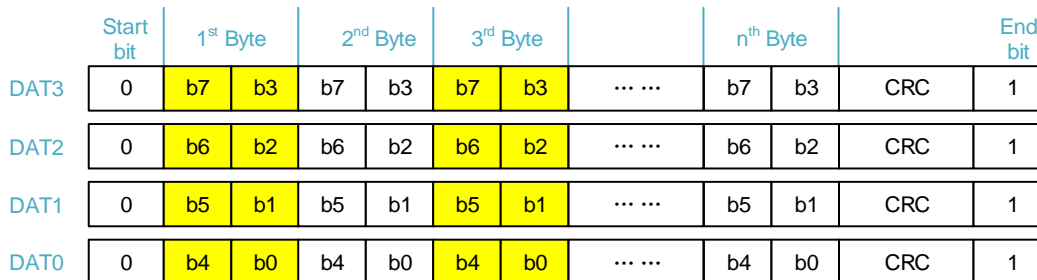 Start bit 1st Byte 2nd Byte 3rd Byte nth Byte End bit
DAT3 0 b7 b3 b7 b3 b7 b3 ... ... b7 b3 CRC 1
DAT2 0 b6 b2 b6 b2 b6 b2 ... ... b6 b2 CRC 1
DAT1 0 b5 b1 b5 b1 b5 b1 ... ... b5 b1 CRC 1
DAT0 0 b4 b0 b4 b0 b4 b0 ... ... b4 b0 CRC 1